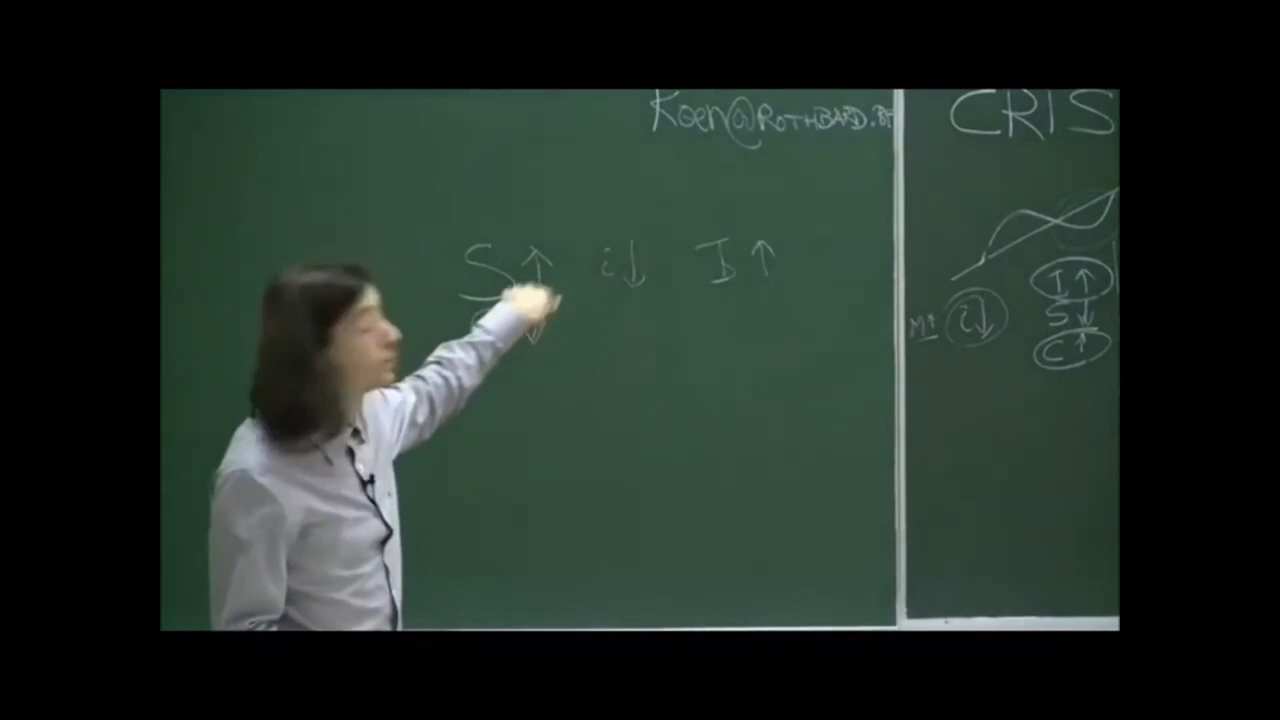 Koen@ROTHBARD.BE
S↑ i↓ I↑
CRIS
I↑
M↑ i↓ S↓
C↑